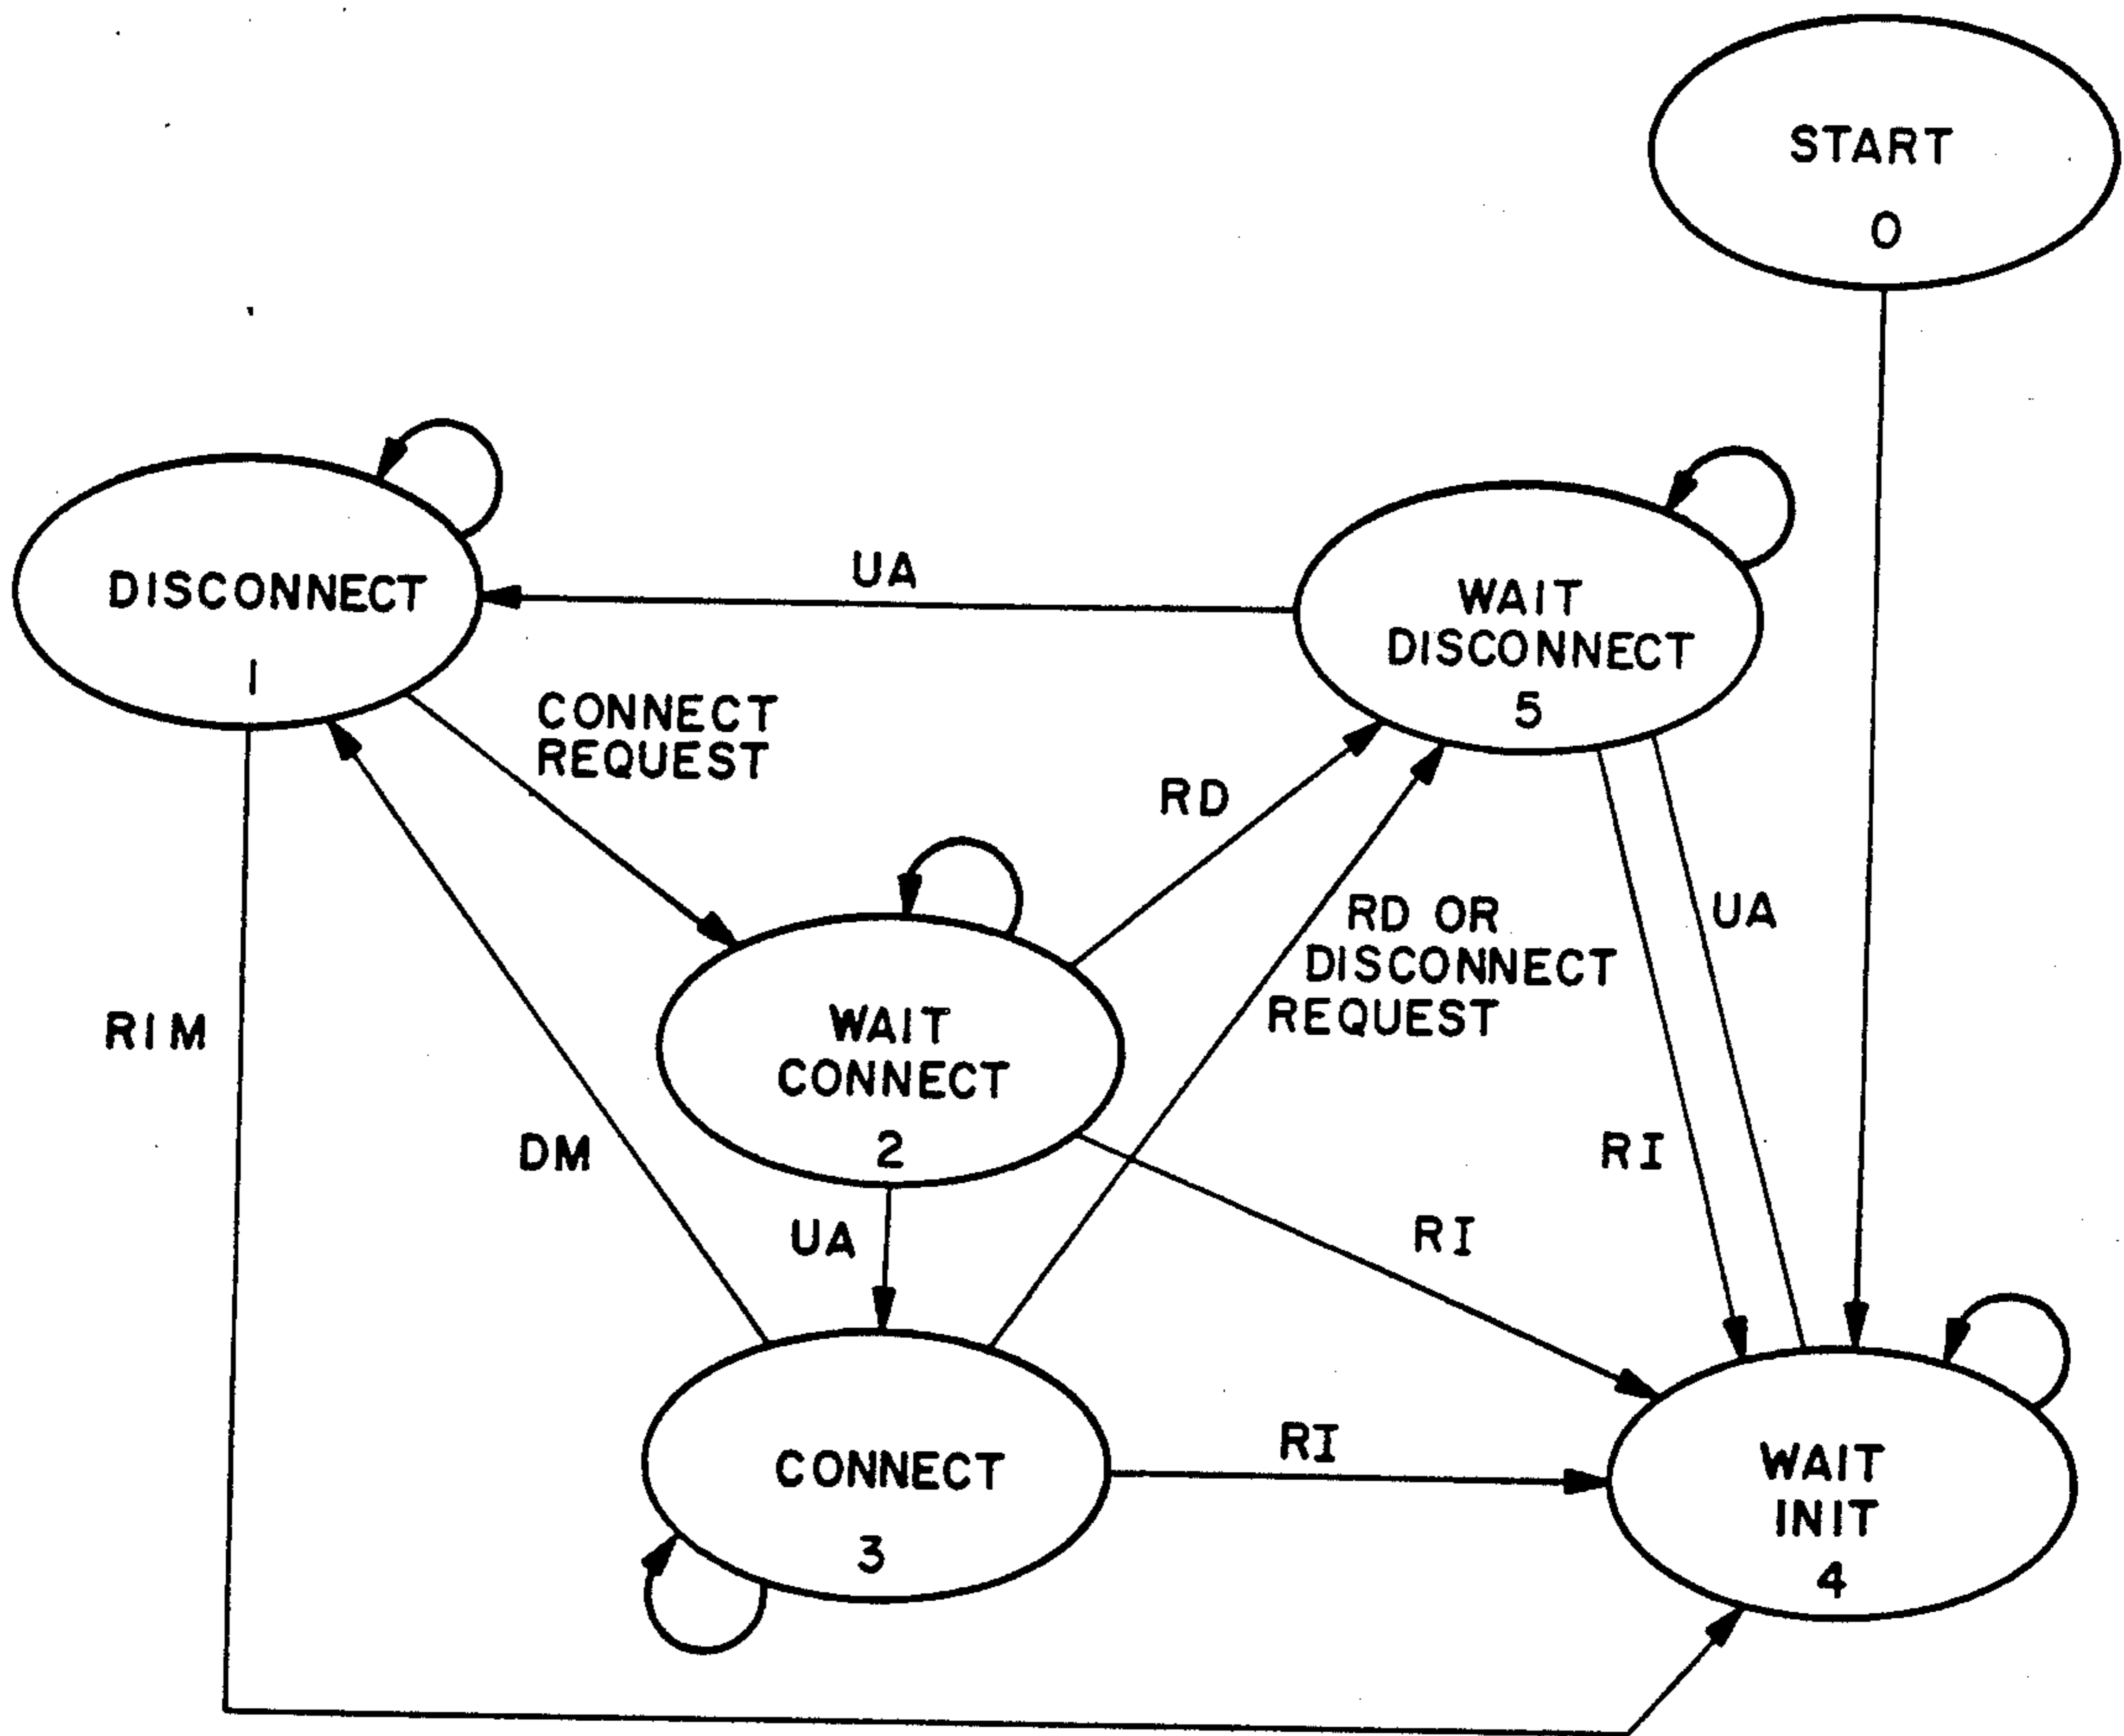 START
0
DISCONNECT
1
UA
WAIT
DISCONNECT
5
CONNECT
REQUEST
RD
RD OR
DISCONNECT
REQUEST
UA
WAIT
CONNECT
2
RIM
DM
UA
RI
RI
CONNECT
3
RI
WAIT
INIT
4